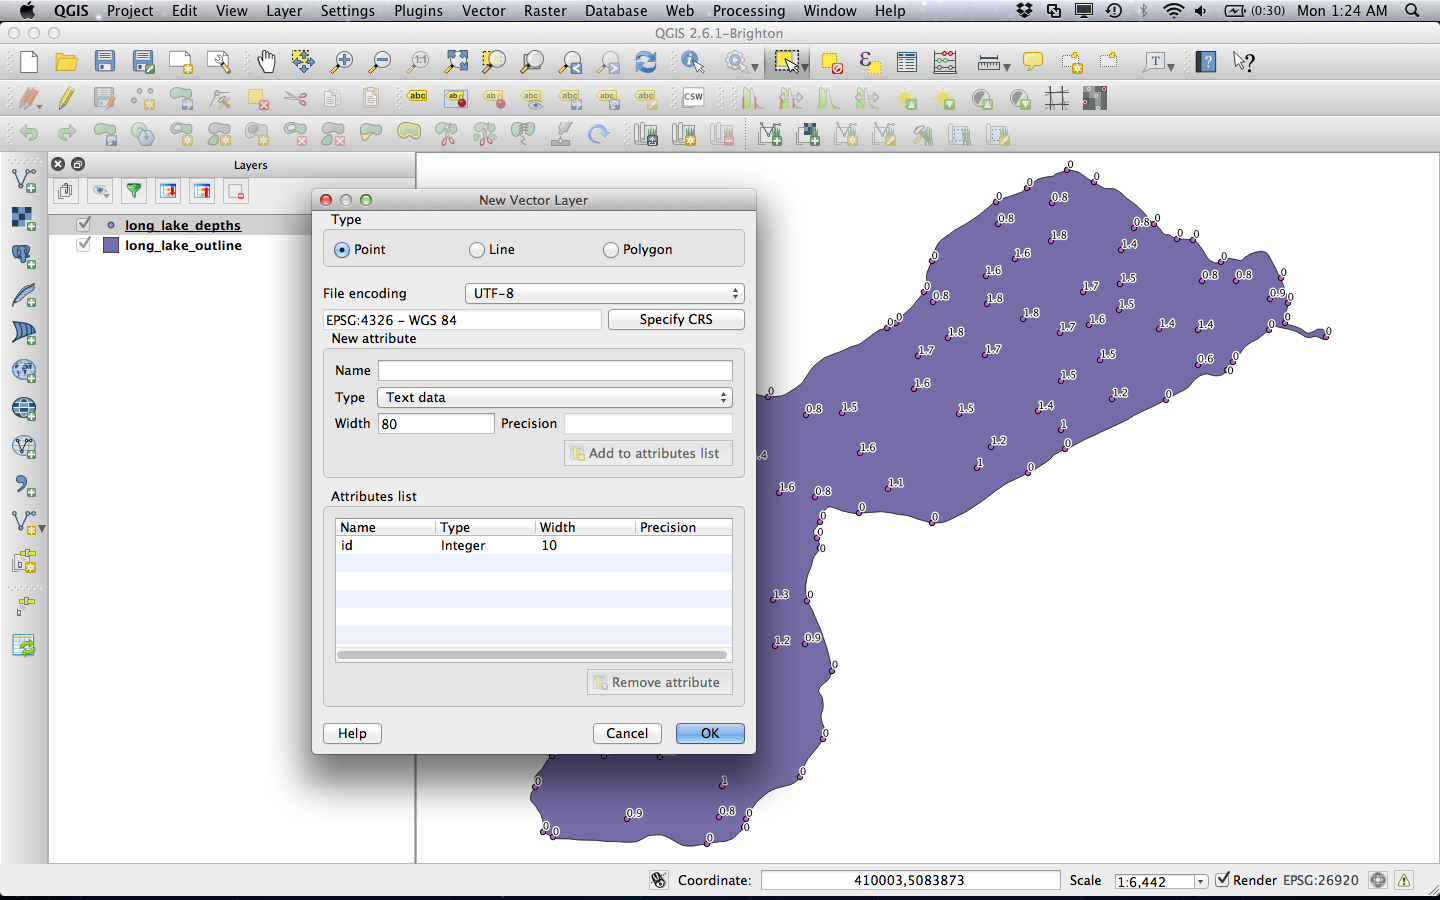 QGIS Project Edit View Layer Settings Plugins Vector Raster Database Web Processing Window Help (0:30) Mon 1:24 AM
QGIS 2.6.1-Brighton
Layers
long_lake_depths
long_lake_outline
New Vector Layer
Type
Point Line Polygon
File encoding UTF-8
EPSG:4326 - WGS 84 Specify CRS
New attribute
Name
Type Text data
Width 80 Precision
Add to attributes list
Attributes list
Name Type Width Precision
id Integer 10
Remove attribute
Help Cancel OK
0
0 0
0 0.8
0.8 0.8 0
1.8 0 0
1.4
0 1.6 0
1.6 1.5 0.8 0.8 0
0 0.8 1.8 1.7 0.9 0
1.5
0 0 1.8 1.6 0
1.8 1.7 1.4 1.4 0 0
1.7 1.7 1.5 0.6 0
1.6 1.5 0
0 1.2 0
0.8 1.5 1.5 1.4
1
1.6 1.2 0
.4 1 0
1.6 0.8 1.1
0 0 0
0
0
1.3 0
1.2 0.9
0
0
0 1 0
0.9 0.8 0
0 0 0
0
Coordinate: 410003,5083873 Scale 1:6,442 Render EPSG:26920